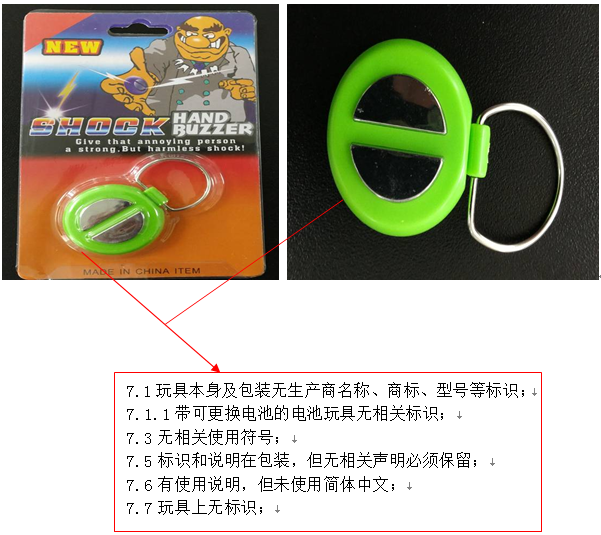 NEW
SHOCK HAND BUZZER
Give that annoying person
a strong,But harmless shock!
MADE IN CHINA ITEM
7.1玩具本身及包装无生产商名称、商标、型号等标识;
7.1.1带可更换电池的电池玩具无相关标识;
7.3无相关使用符号;
7.5标识和说明在包装，但无相关声明必须保留;
7.6有使用说明，但未使用简体中文;
7.7玩具上无标识;